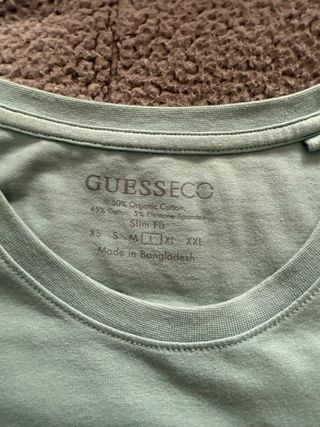 GUESSECO
50% Organic Cotton
45% Cotton, 5% Elastane-Spandex
Slim Fit
XS S M L XL XXL
Made in Bangladesh